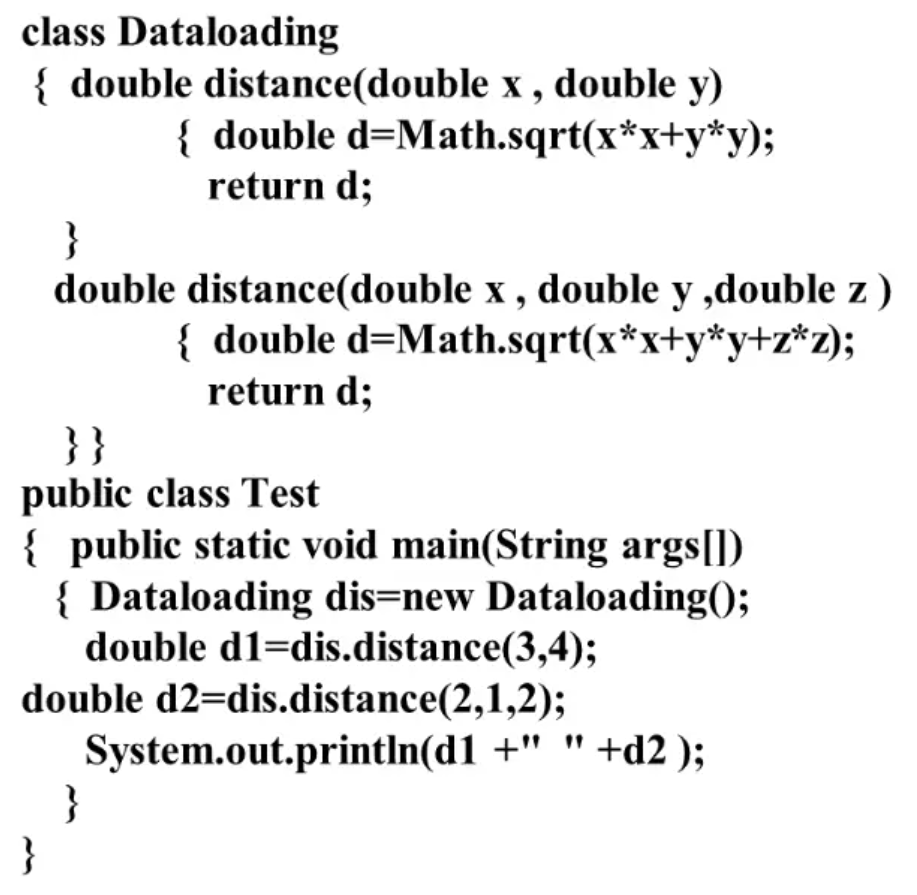 class Dataloading
{ double distance(double x , double y)
{ double d=Math.sqrt(x*x+y*y);
return d;
}
double distance(double x , double y ,double z )
{ double d=Math.sqrt(x*x+y*y+z*z);
return d;
} }
public class Test
{ public static void main(String args[])
{ Dataloading dis=new Dataloading();
double d1=dis.distance(3,4);
double d2=dis.distance(2,1,2);
System.out.println(d1 +" " +d2 );
}
}